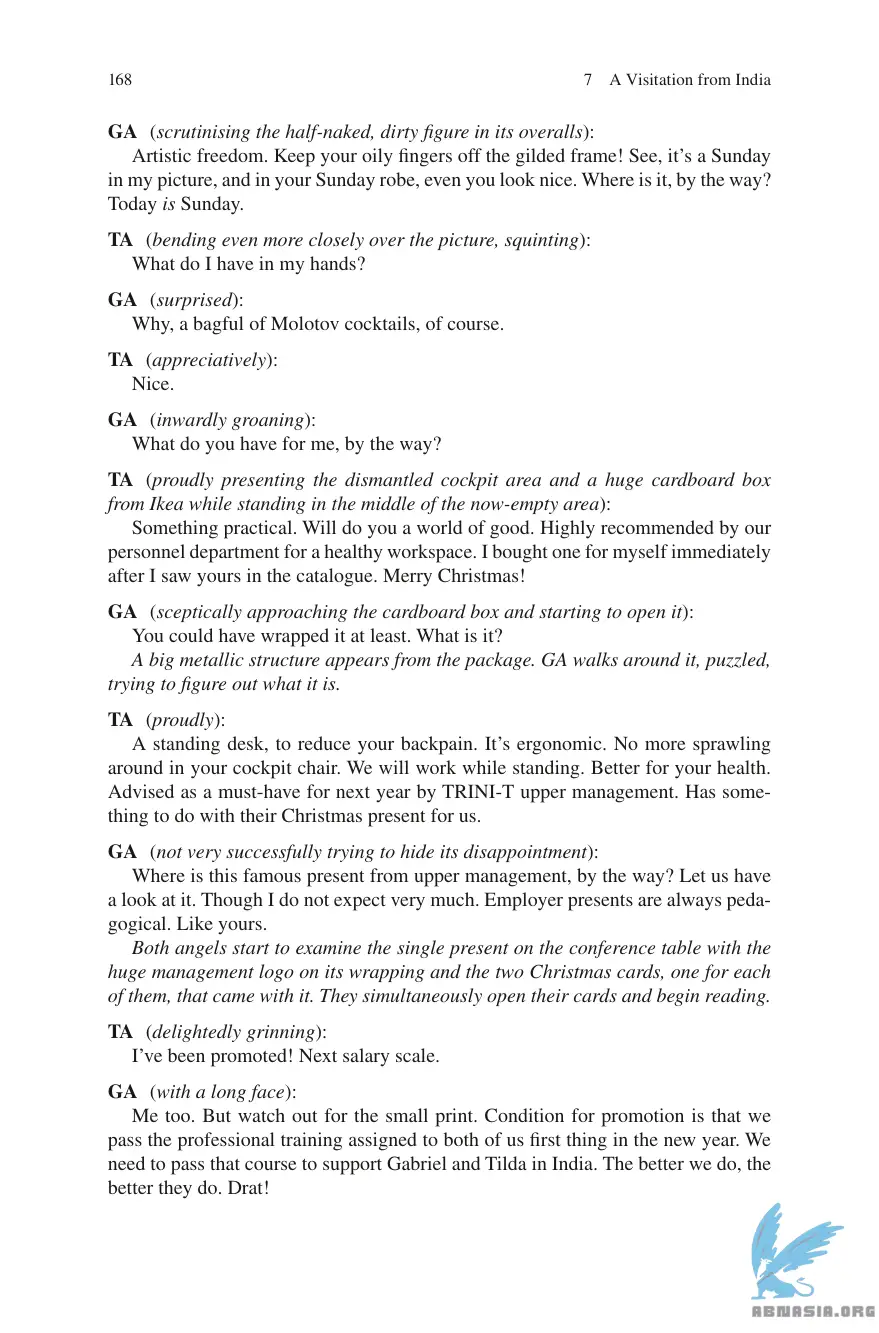 168 7 A Visitation from India
GA (scrutinising the half-naked, dirty figure in its overalls):
Artistic freedom. Keep your oily fingers off the gilded frame! See, it’s a Sunday
in my picture, and in your Sunday robe, even you look nice. Where is it, by the way?
Today is Sunday.
TA (bending even more closely over the picture, squinting):
What do I have in my hands?
GA (surprised):
Why, a bagful of Molotov cocktails, of course.
TA (appreciatively):
Nice.
GA (inwardly groaning):
What do you have for me, by the way?
TA (proudly presenting the dismantled cockpit area and a huge cardboard box
from Ikea while standing in the middle of the now-empty area):
Something practical. Will do you a world of good. Highly recommended by our
personnel department for a healthy workspace. I bought one for myself immediately
after I saw yours in the catalogue. Merry Christmas!
GA (sceptically approaching the cardboard box and starting to open it):
You could have wrapped it at least. What is it?
A big metallic structure appears from the package. GA walks around it, puzzled,
trying to figure out what it is.
TA (proudly):
A standing desk, to reduce your backpain. It’s ergonomic. No more sprawling
around in your cockpit chair. We will work while standing. Better for your health.
Advised as a must-have for next year by TRINI-T upper management. Has some-
thing to do with their Christmas present for us.
GA (not very successfully trying to hide its disappointment):
Where is this famous present from upper management, by the way? Let us have
a look at it. Though I do not expect very much. Employer presents are always peda-
gogical. Like yours.
Both angels start to examine the single present on the conference table with the
huge management logo on its wrapping and the two Christmas cards, one for each
of them, that came with it. They simultaneously open their cards and begin reading.
TA (delightedly grinning):
I’ve been promoted! Next salary scale.
GA (with a long face):
Me too. But watch out for the small print. Condition for promotion is that we
pass the professional training assigned to both of us first thing in the new year. We
need to pass that course to support Gabriel and Tilda in India. The better we do, the
better they do. Drat!
ABNASIA.ORG